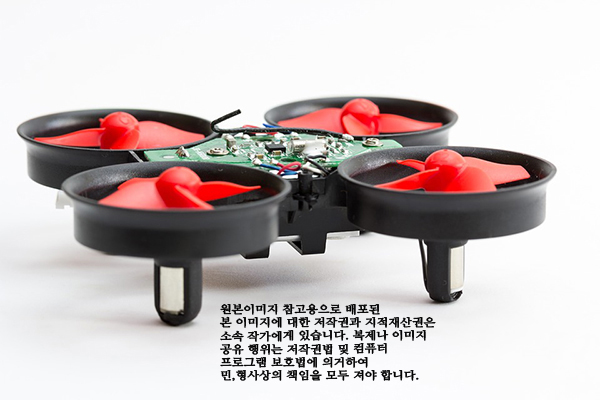 원본이미지 참고용으로 배포된
본 이미지에 대한 저작권과 지적재산권은
소속 작가에게 있습니다. 복제나 이미지
공유 행위는 저작권법 및 컴퓨터
프로그램 보호법에 의거하여
민,형사상의 책임을 모두 져야 합니다.